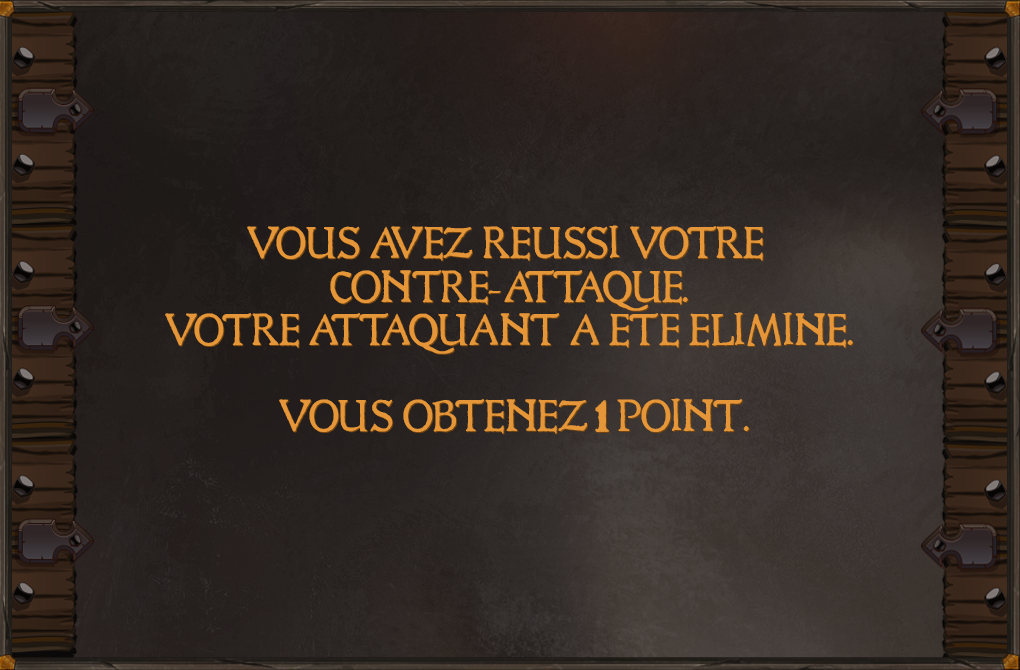 VOUS AVEZ REUSSI VOTRE
CONTRE-ATTAQUE.
VOTRE ATTAQUANT A ETE ELIMINE.
VOUS OBTENEZ 1 POINT.